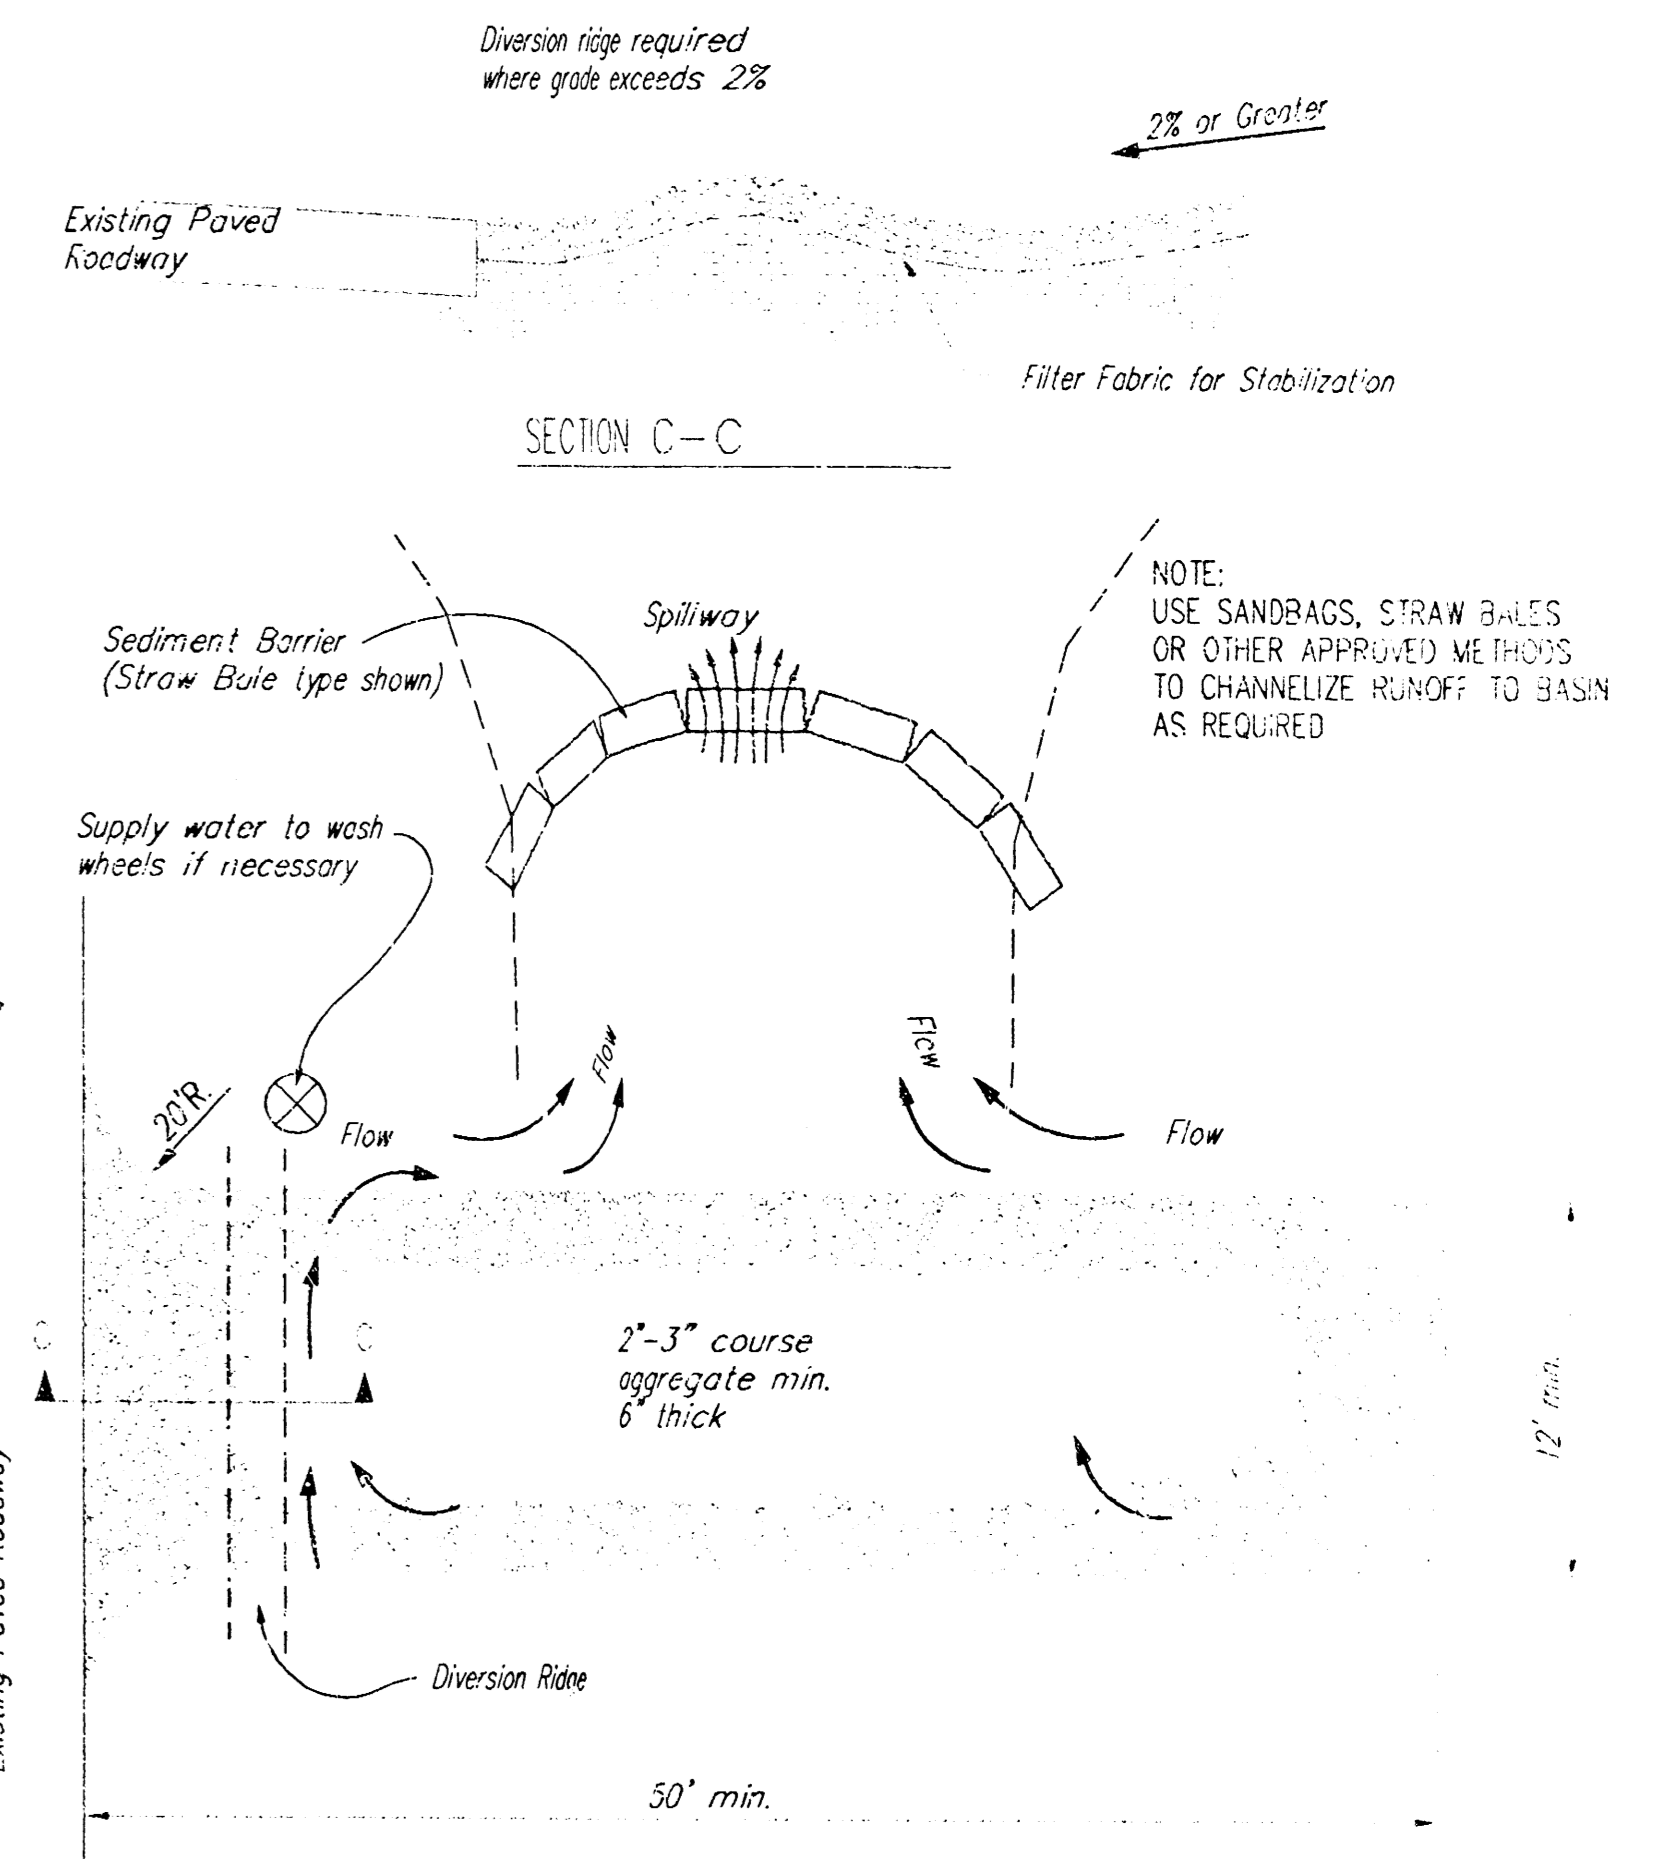 Diversion ridge required
where grade exceeds 2%
2% or Greater
Existing Paved
Roadway
Filter Fabric for Stabilization
SECTION C-C
NOTE:
USE SANDBAGS, STRAW BALES
OR OTHER APPROVED METHODS
TO CHANNELIZE RUNOFF TO BASIN
AS REQUIRED
Spillway
Sediment Barrier
(Straw Bale type shown)
Supply water to wash
wheels if necessary
20'R.
Flow
Flow
Flow
Flow
C
C
2"-3" course
aggregate min.
6" thick
12' min.
Existing Paved Roadway
Diversion Ridge
50' min.